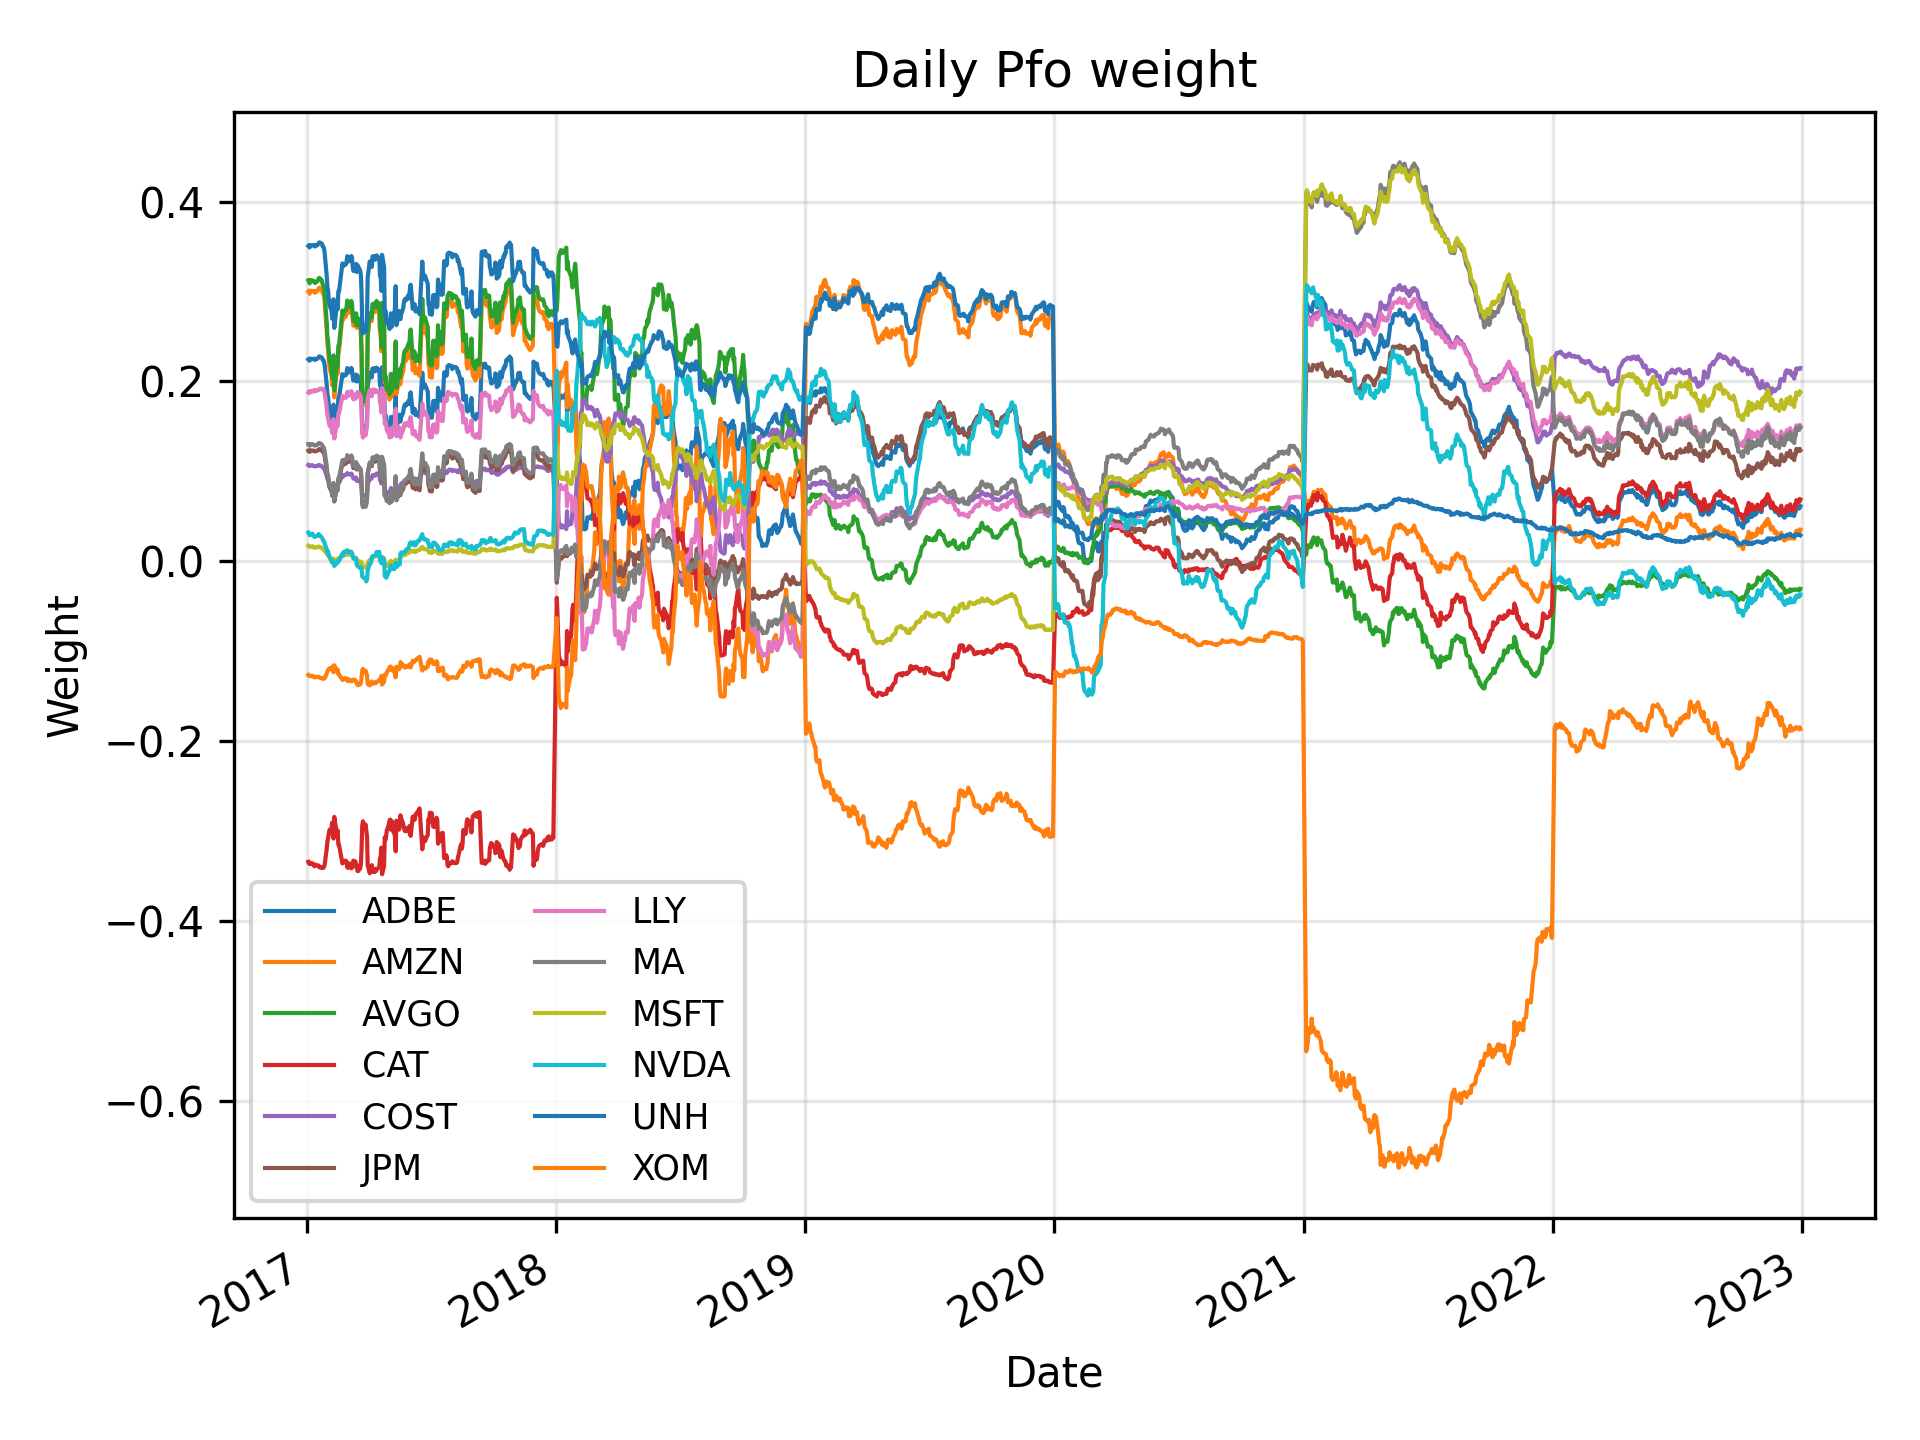 Daily Pfo weight
0.4
0.2
0.0
−0.2
−0.4
−0.6
Weight
ADBE
AMZN
AVGO
CAT
COST
JPM
LLY
MA
MSFT
NVDA
UNH
XOM
2017
2018
2019
2020
2021
2022
2023
Date